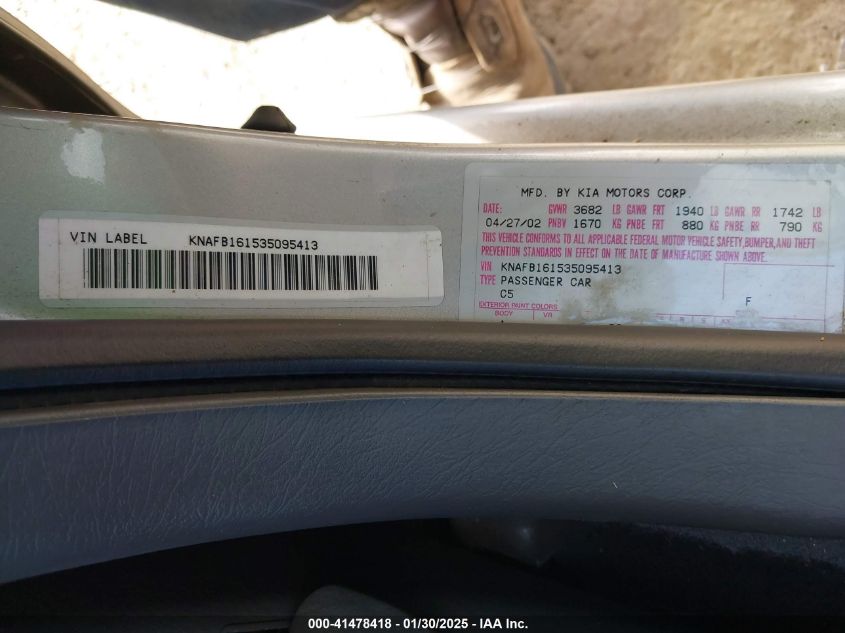 VIN LABEL KNAFB161535095413
MFD. BY KIA MOTORS CORP.
DATE: GVWR 3682 LB GAWR FRT 1940 LB GAWR RR 1742 LB
04/27/02 PNBV 1670 KG PNBE FRT 880 KG PNBE RR 790 KG
THIS VEHICLE CONFORMS TO ALL APPLICABLE FEDERAL MOTOR VEHICLE SAFETY,BUMPER,AND THEFT
PREVENTION STANDARDS IN EFFECT ON THE DATE OF MANUFACTURE SHOWN ABOVE.
VIN KNAFB161535095413
TYPE PASSENGER CAR
C5
F
EXTERIOR PAINT COLORS
BODY VR
000-41478418 - 01/30/2025 - IAA Inc.